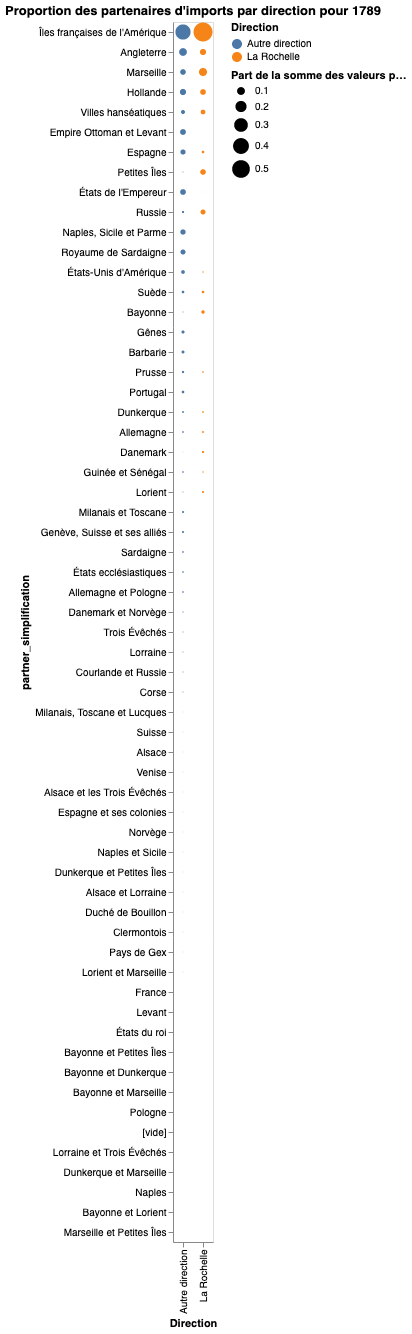 Proportion des partenaires d'imports par direction pour 1789
Îles françaises de l'Amérique
Angleterre
Marseille
Hollande
Villes hanséatiques
Empire Ottoman et Levant
Espagne
Petites Îles
États de l'Empereur
Russie
Naples, Sicile et Parme
Royaume de Sardaigne
États-Unis d'Amérique
Suède
Bayonne
Gênes
Barbarie
Prusse
Portugal
Dunkerque
Allemagne
Danemark
Guinée et Sénégal
Lorient
Milanais et Toscane
Genève, Suisse et ses alliés
Sardaigne
États ecclésiastiques
Allemagne et Pologne
Danemark et Norvège
Trois Évêchés
Lorraine
Courlande et Russie
Corse
Milanais, Toscane et Lucques
Suisse
Alsace
Venise
Alsace et les Trois Évêchés
Espagne et ses colonies
Norvège
Naples et Sicile
Dunkerque et Petites Îles
Alsace et Lorraine
Duché de Bouillon
Clermontois
Pays de Gex
Lorient et Marseille
France
Levant
États du roi
Bayonne et Petites Îles
Bayonne et Dunkerque
Bayonne et Marseille
Pologne
[vide]
Lorraine et Trois Évêchés
Dunkerque et Marseille
Naples
Bayonne et Lorient
Marseille et Petites Îles
partner_simplification
Autre direction
La Rochelle
Direction
Direction
Autre direction
La Rochelle
Part de la somme des valeurs p…
0.1
0.2
0.3
0.4
0.5